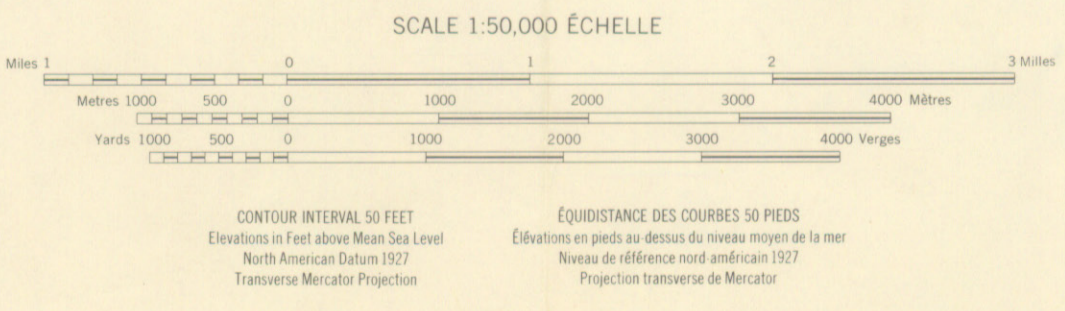 SCALE 1:50,000 ÉCHELLE
Miles 1 0 1 2 3 Milles
Metres 1000 500 0 1000 2000 3000 4000 Mètres
Yards 1000 500 0 1000 2000 3000 4000 Verges
CONTOUR INTERVAL 50 FEET
Elevations in Feet above Mean Sea Level
North American Datum 1927
Transverse Mercator Projection
ÉQUIDISTANCE DES COURBES 50 PIEDS
Élévations en pieds au-dessus du niveau moyen de la mer
Niveau de référence nord-américain 1927
Projection transverse de Mercator